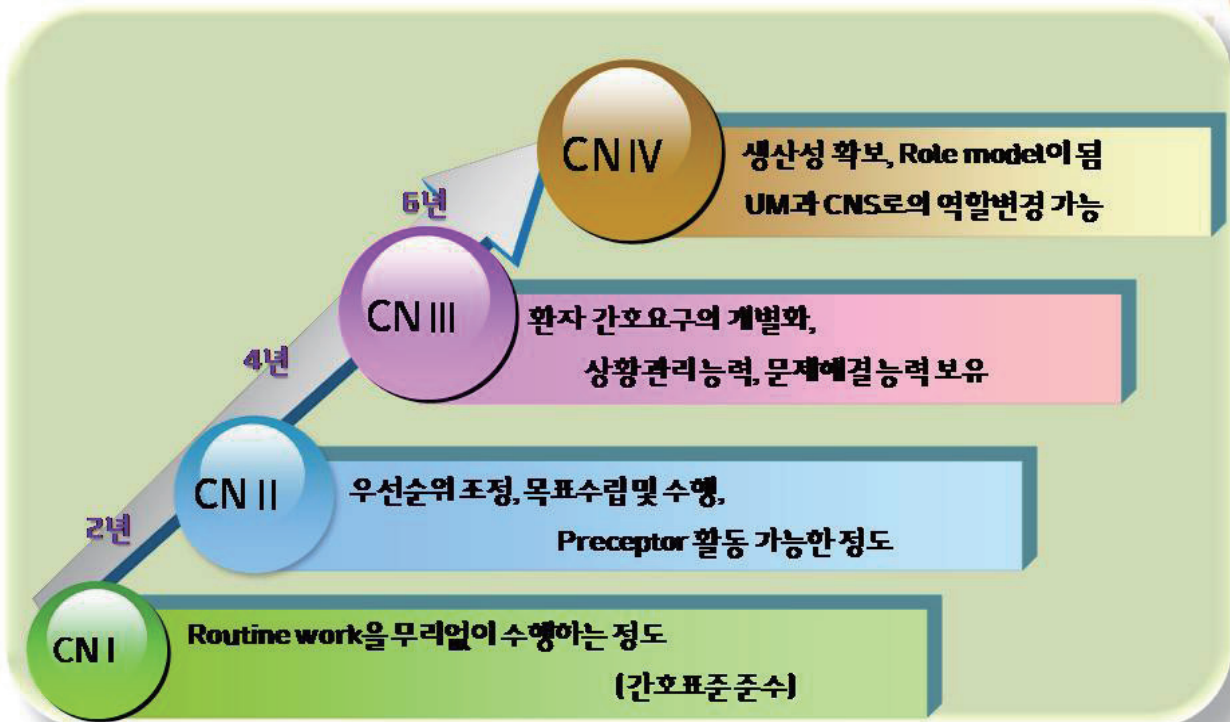 CN IV
생산성 확보, Role model이 됨
UM과 CNS로의 역할변경 가능
6년
CN III
환자 간호요구의 개별화,
상황관리능력, 문제해결능력 보유
4년
CN II
우선순위 조정, 목표수립 및 수행,
Preceptor 활동 가능한 정도
2년
CN I
Routine work을 무리없이 수행하는 정도
(간호표준 준수)